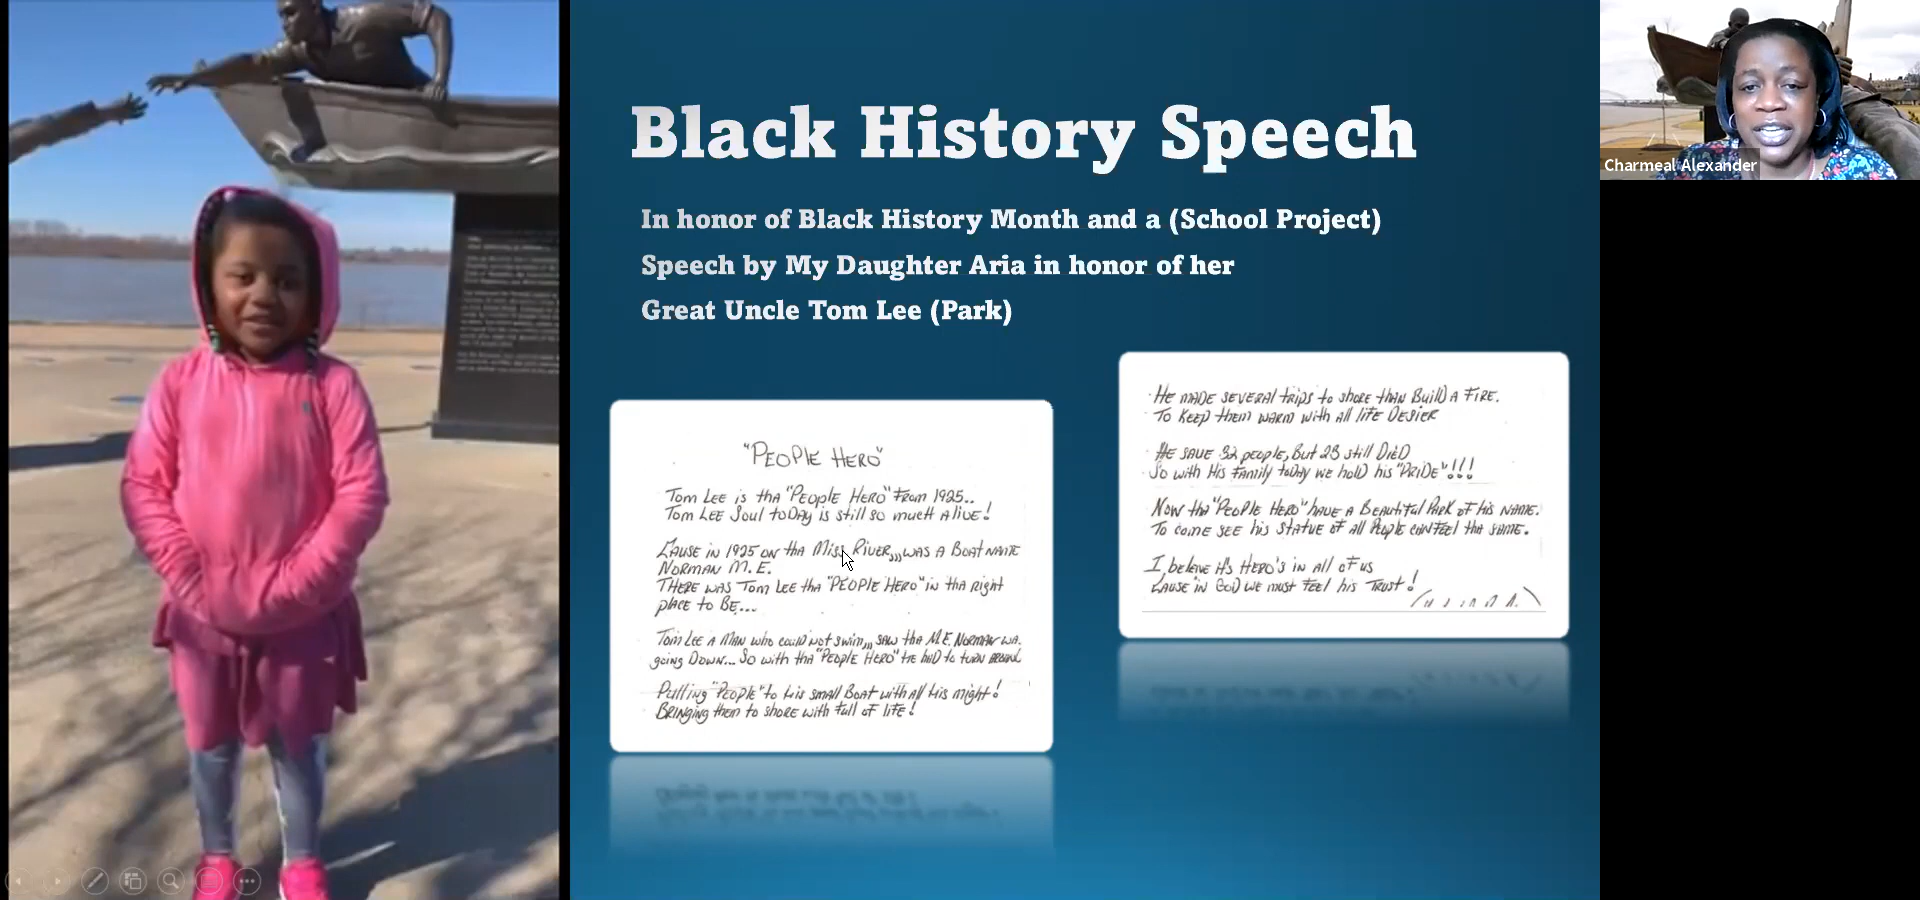 Black History Speech
In honor of Black History Month and a (School Project)
Speech by My Daughter Aria in honor of her
Great Uncle Tom Lee (Park)
"PEOPLE HERO"
Tom LEE is tha "PEOPLE HERO" From 1925..
Tom LEE Soul toDAY is still so much Alive!
Cause in 1925 on tha Miss River,,, was A BoAt NAME
NORMAN M.E.
THERE WAS Tom LEE tha "PEOPLE HERO" in tha Right
place to BE...
Tom LEE A MAN who could not swim,,, SAW tha M.E. NORMAN WA.
going Down... So with tha "PEOPLE HERO" HE HAD to turn
Pulling "People" to His small BoAt with All His might!
BRINGING them to shore with Full of life!
HE MADE SEVERAL tRips to shore thAN Build A FIRE.
To KEEP them WARM with All lIFE DESIER
HE SAVE 32 people, But 23 still DiED
So with His Family toDAY we hold his "PRIDE"!!!
Now tha "PEOPLE HERO" HAVE A BEAutiful PARK of his NAME.
To come see his StAtUE of All PEOPLE CAN FEEL tha SAME.
I beleive it's HERO'S in All of us
Cause in GoD we must FEEL his TRUST!
Charmeal Alexander